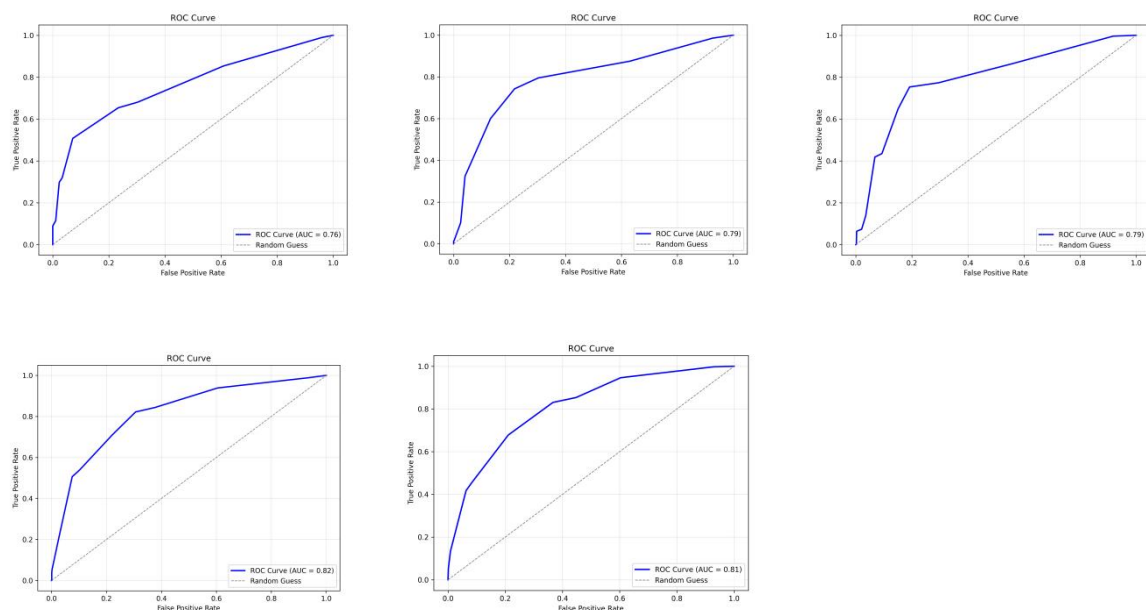 ROC Curve
1.0
0.8
0.6
0.4
0.2
0.0
True Positive Rate
ROC Curve (AUC = 0.76)
Random Guess
0.0 0.2 0.4 0.6 0.8 1.0
False Positive Rate
ROC Curve
1.0
0.8
0.6
0.4
0.2
0.0
True Positive Rate
ROC Curve (AUC = 0.79)
Random Guess
0.0 0.2 0.4 0.6 0.8 1.0
False Positive Rate
ROC Curve
1.0
0.8
0.6
0.4
0.2
0.0
True Positive Rate
ROC Curve (AUC = 0.79)
Random Guess
0.0 0.2 0.4 0.6 0.8 1.0
False Positive Rate
ROC Curve
1.0
0.8
0.6
0.4
0.2
0.0
True Positive Rate
ROC Curve (AUC = 0.82)
Random Guess
0.0 0.2 0.4 0.6 0.8 1.0
False Positive Rate
ROC Curve
1.0
0.8
0.6
0.4
0.2
0.0
True Positive Rate
ROC Curve (AUC = 0.81)
Random Guess
0.0 0.2 0.4 0.6 0.8 1.0
False Positive Rate